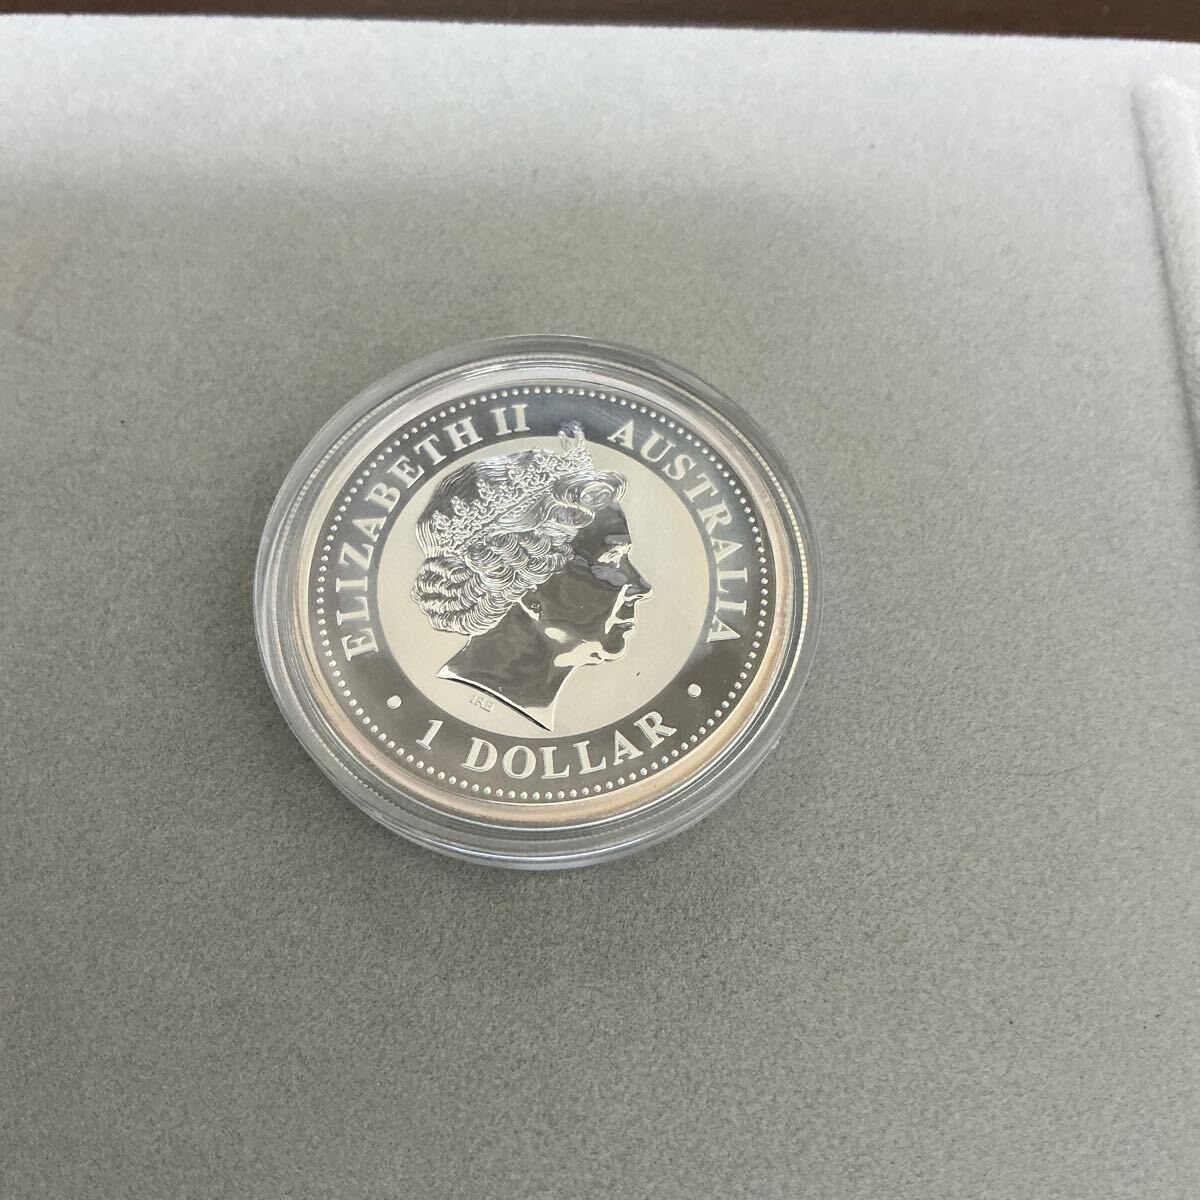 ELIZABETH II AUSTRALIA
IRB
• 1 DOLLAR •